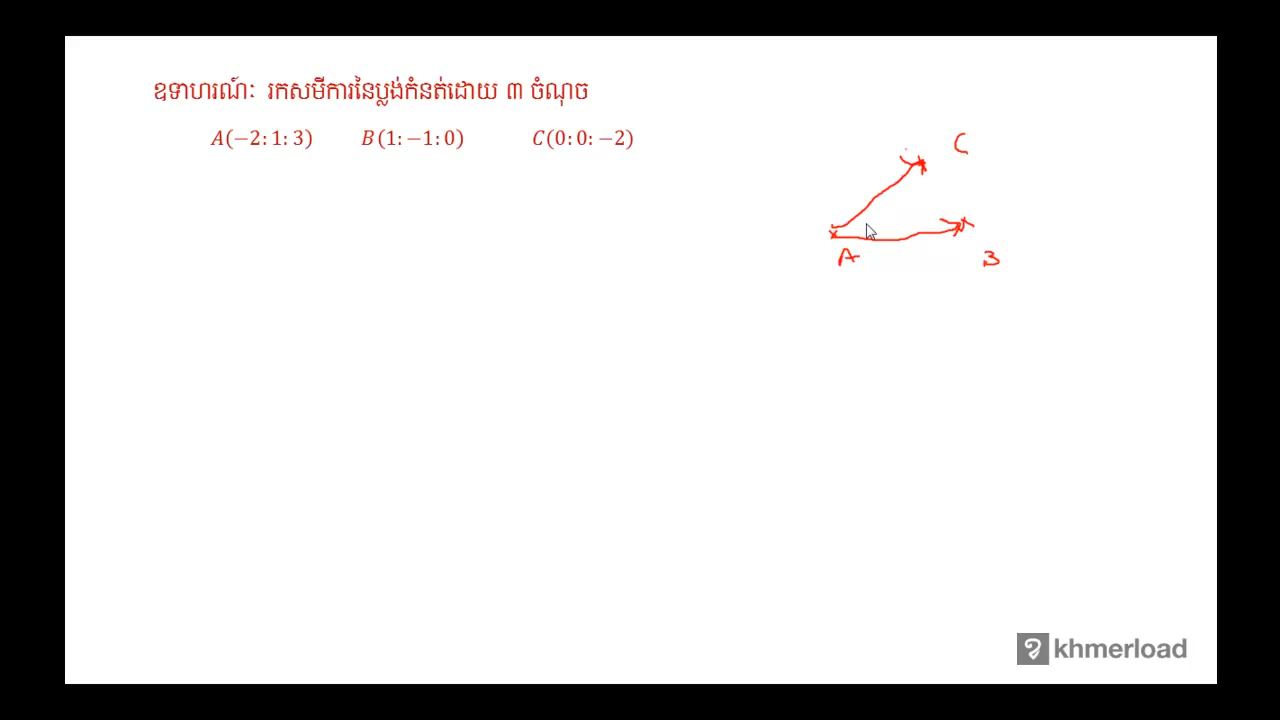 ឧទាហរណ៍ៈ រកសមីការនៃប្លង់កំនត់ដោយ ៣ ចំណុច
A(−2: 1: 3) B(1: −1: 0) C(0: 0: −2)
C
A B
khmerload